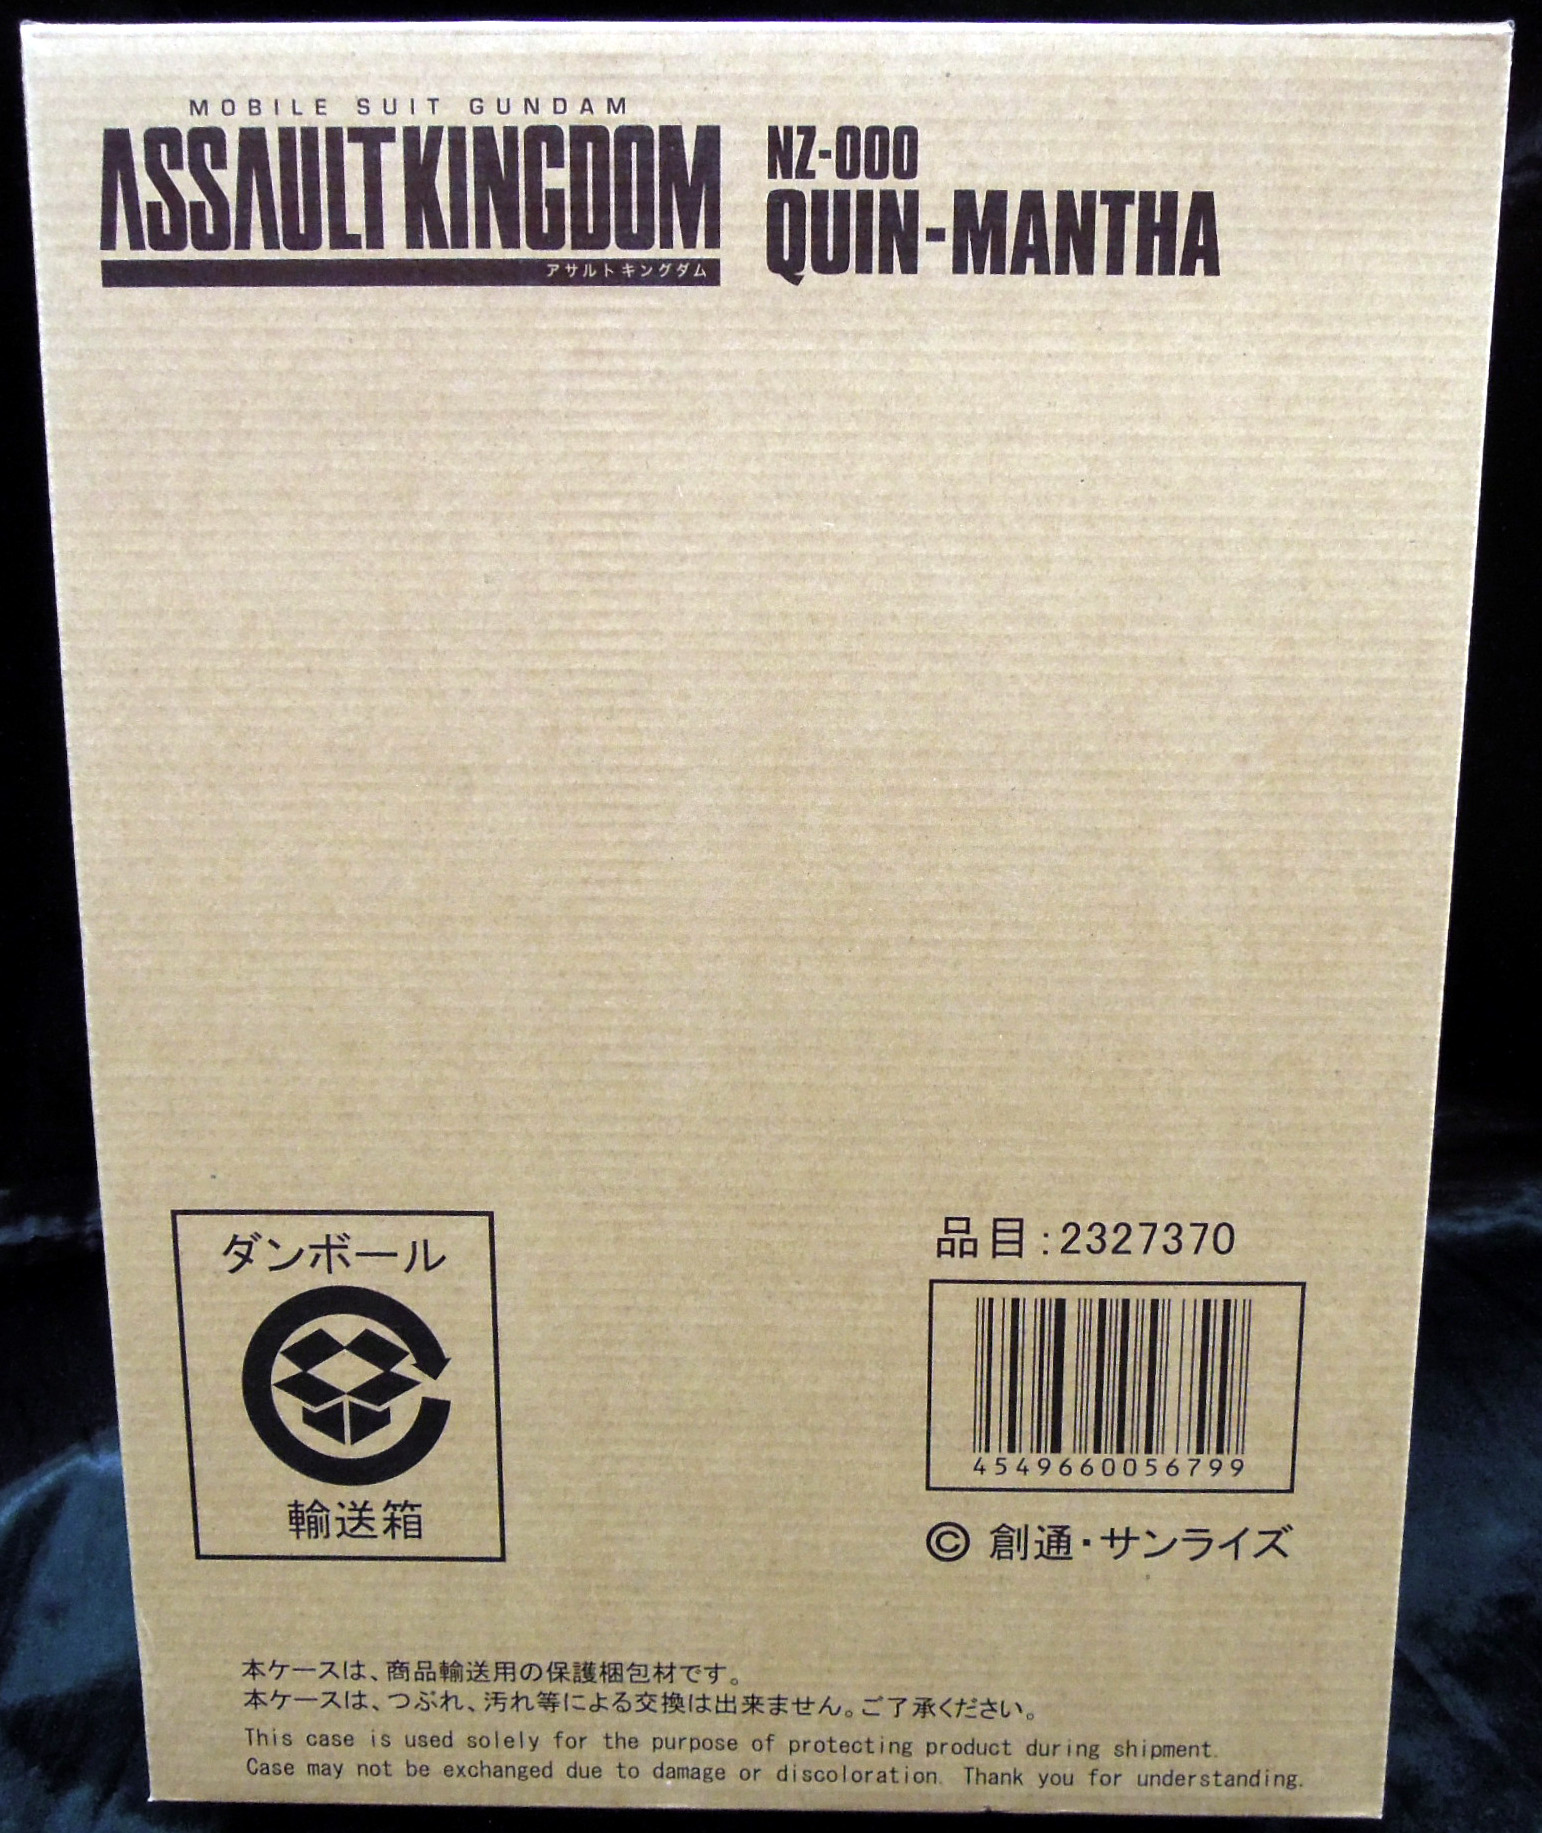 MOBILE SUIT GUNDAM
ASSAULT KINGDOM
アサルトキングダム
NZ-000
QUIN-MANTHA
ダンボール
輸送箱
品目:2327370
4549660056799
© 創通・サンライズ
本ケースは、商品輸送用の保護梱包材です。
本ケースは、つぶれ、汚れ等による交換は出来ません。ご了承ください。
This case is used solely for the purpose of protecting product during shipment.
Case may not be exchanged due to damage or discoloration. Thank you for understanding.